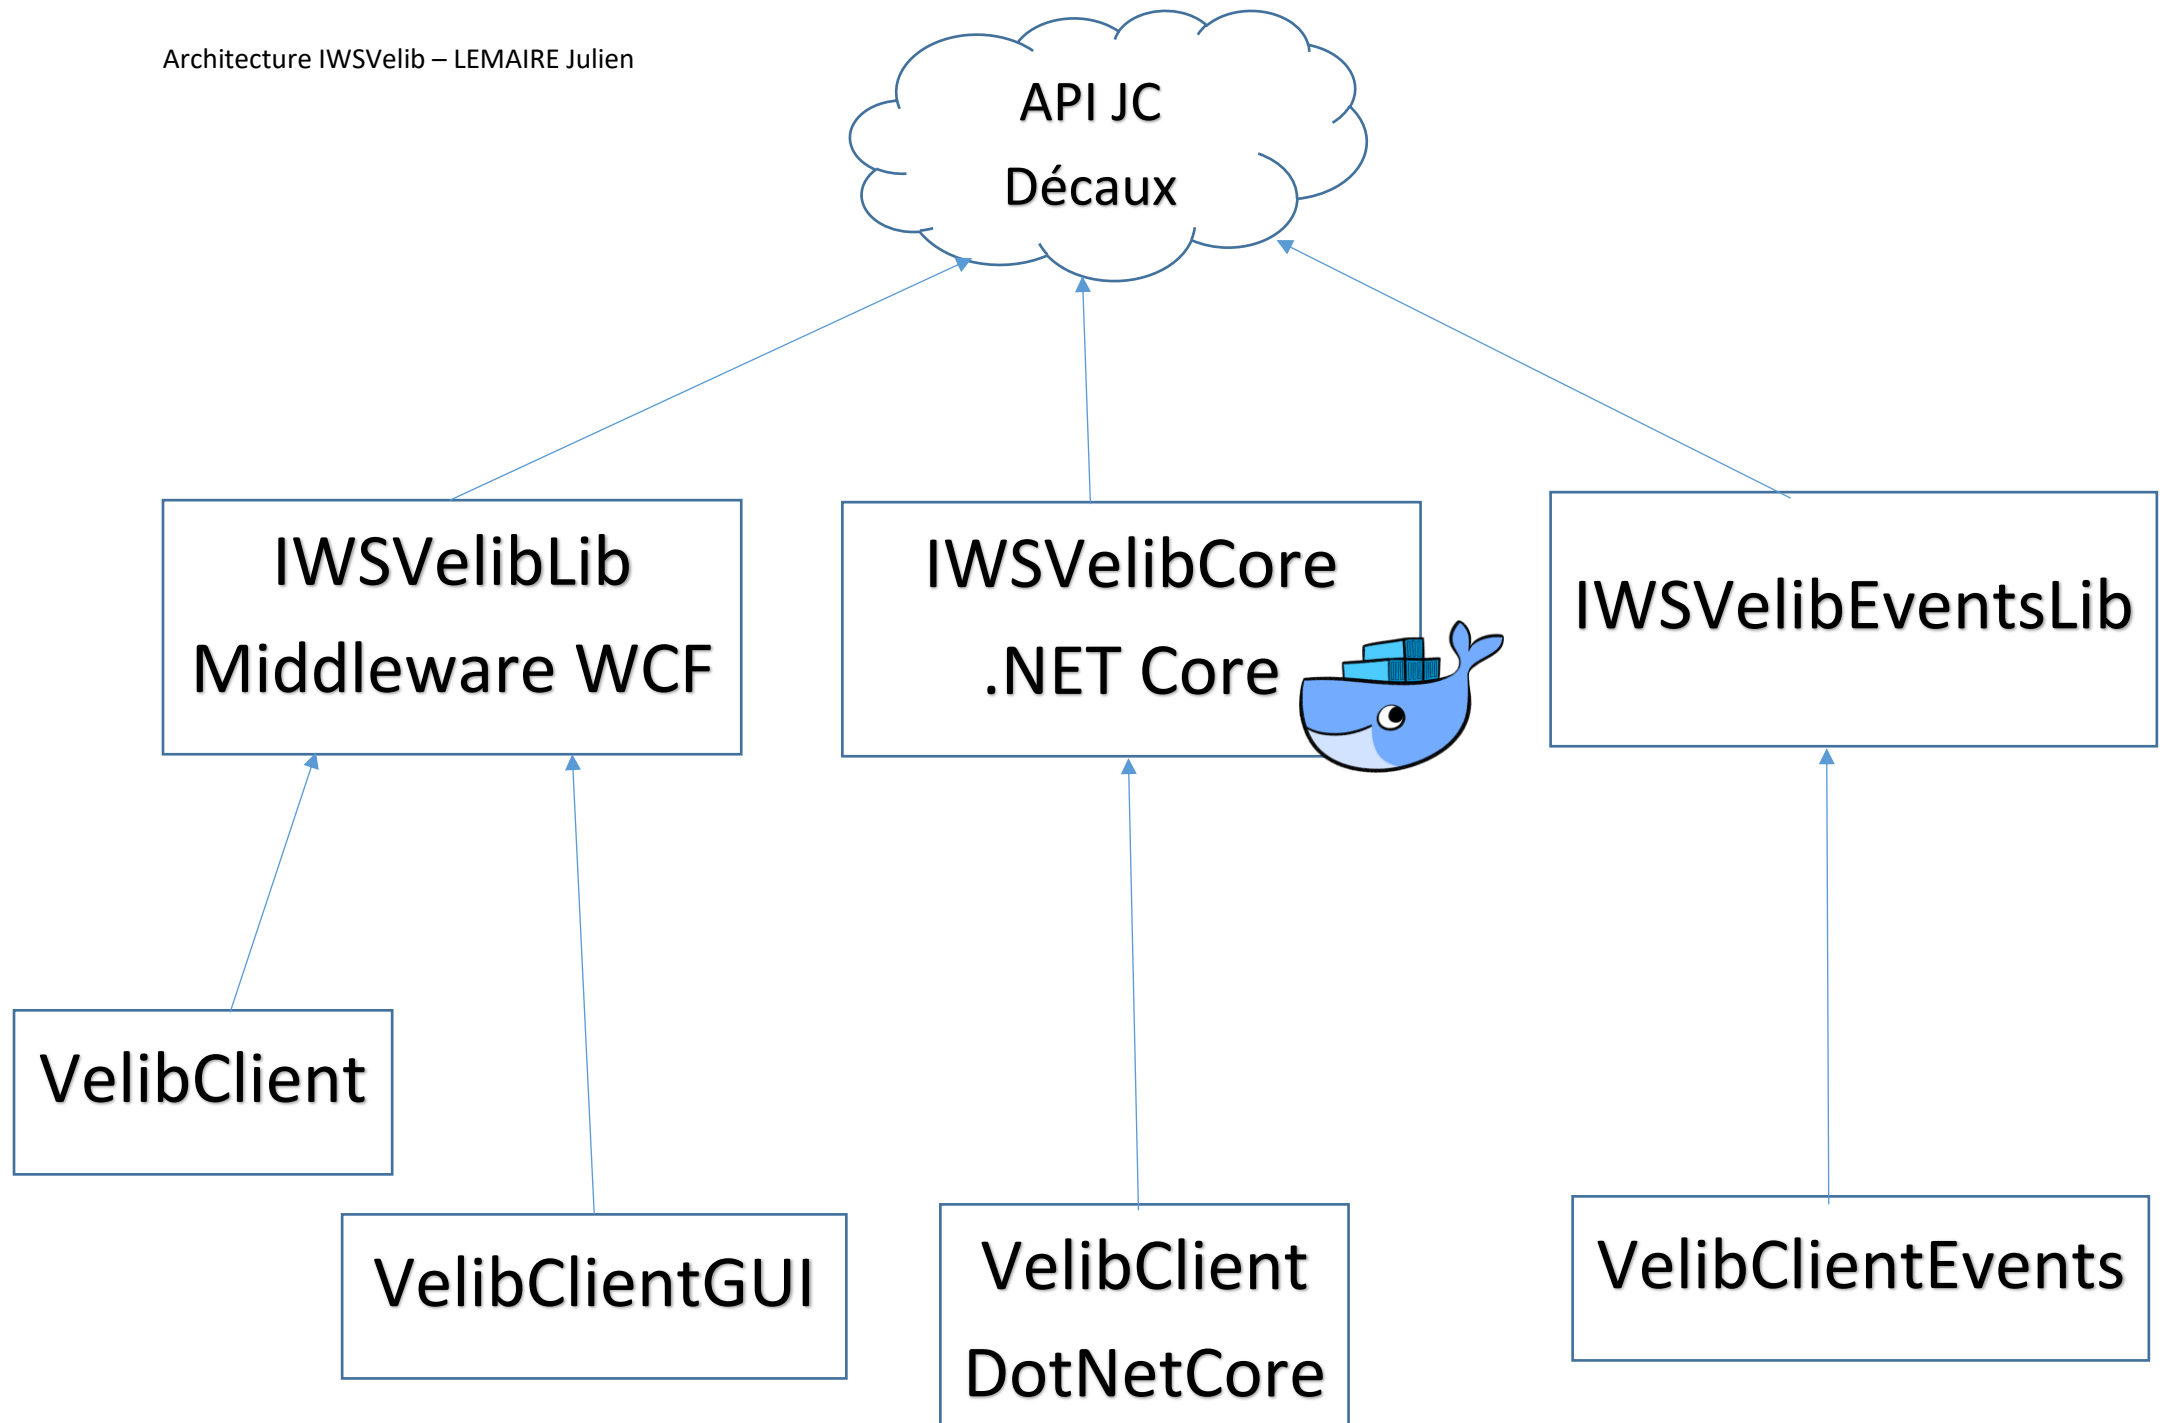 Architecture IWSVelib – LEMAIRE Julien
API JC
Décaux
IWSVelibLib
Middleware WCF
IWSVelibCore
.NET Core
IWSVelibEventsLib
VelibClient
VelibClientGUI
VelibClient
DotNetCore
VelibClientEvents